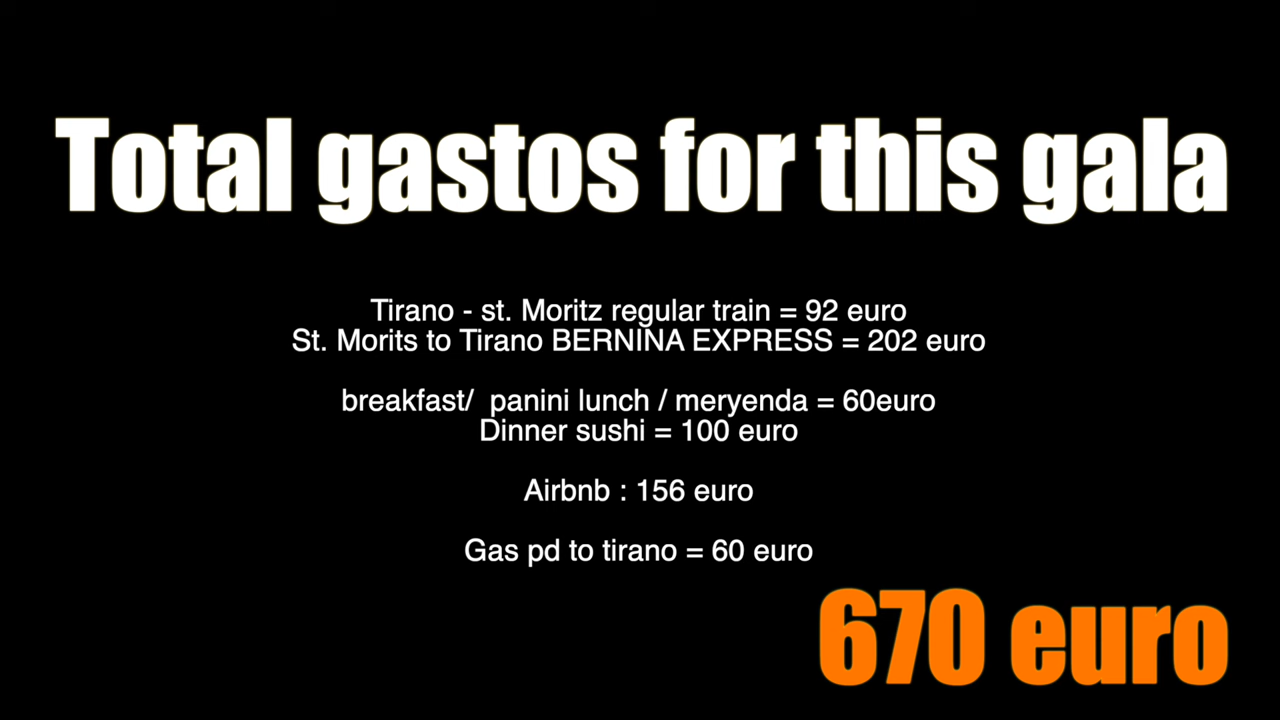 Total gastos for this gala
Tirano - st. Moritz regular train = 92 euro
St. Morits to Tirano BERNINA EXPRESS = 202 euro
breakfast/  panini lunch / meryenda = 60euro
Dinner sushi = 100 euro
Airbnb : 156 euro
Gas pd to tirano = 60 euro
670 euro